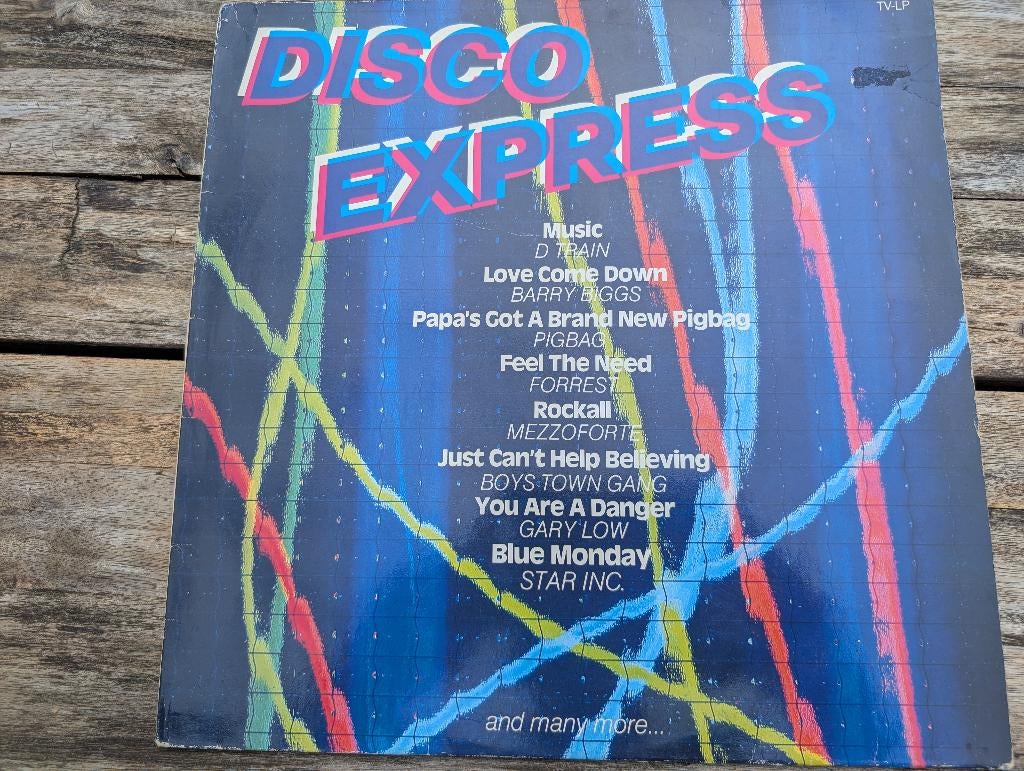 TV-LP
DISCO
EXPRESS
Music
D TRAIN
Love Come Down
BARRY BIGGS
Papa's Got A Brand New Pigbag
PIGBAG
Feel The Need
FORREST
Rockall
MEZZOFORTE
Just Can't Help Believing
BOYS TOWN GANG
You Are A Danger
GARY LOW
Blue Monday
STAR INC.
and many more...